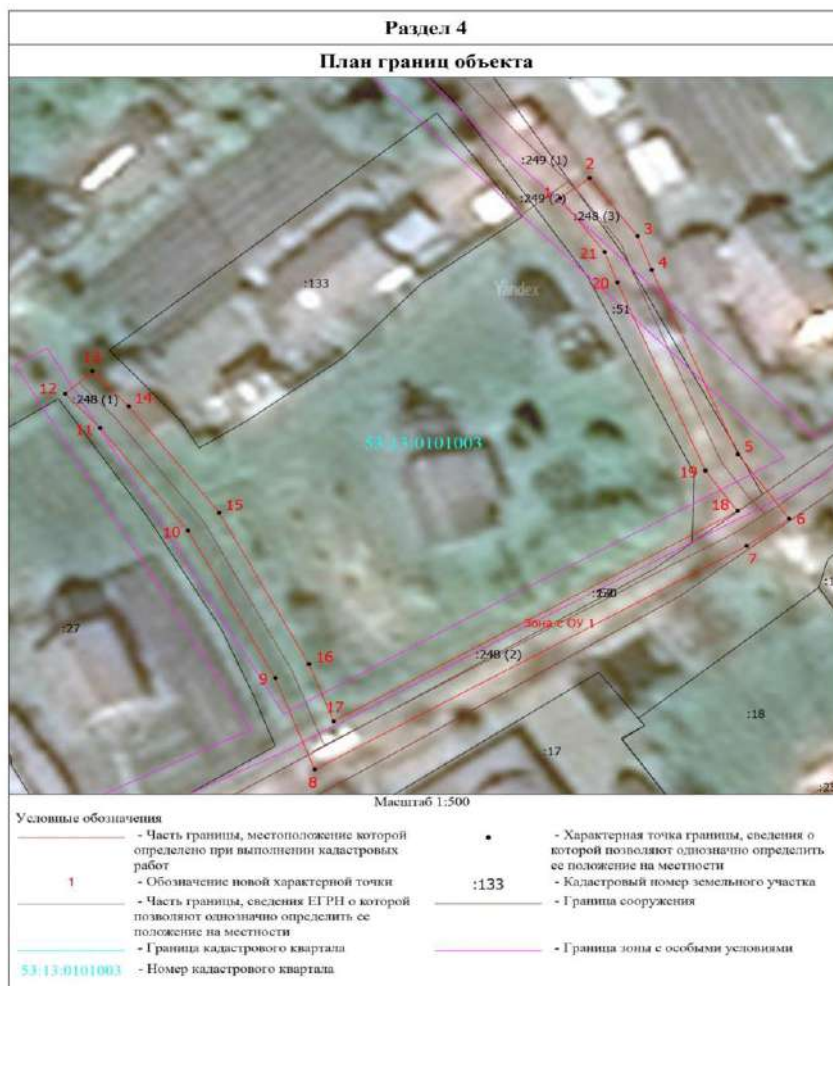 Раздел 4
План границ объекта
:249 (1)
2
1
:249 (2)
:248 (3)
3
21
4
20
Yandex
:133
:51
13
12
:248 (1)
14
11
53:13:0101003
5
19
15
18
6
10
7
Зона с ОУ 1
:27
:248 (2)
16
9
:18
17
:17
8
Масштаб 1:500
Условные обозначения
- Часть границы, местоположение которой
определено при выполнении кадастровых
работ
1 - Обозначение новой характерной точки
- Часть границы, сведения ЕГРН о которой
позволяют однозначно определить ее
положение на местности
- Граница кадастрового квартала
53:13:0101003 - Номер кадастрового квартала
- Характерная точка границы, сведения о
которой позволяют однозначно определить
ее положение на местности
:133 - Кадастровый номер земельного участка
- Граница сооружения
- Граница зоны с особыми условиями